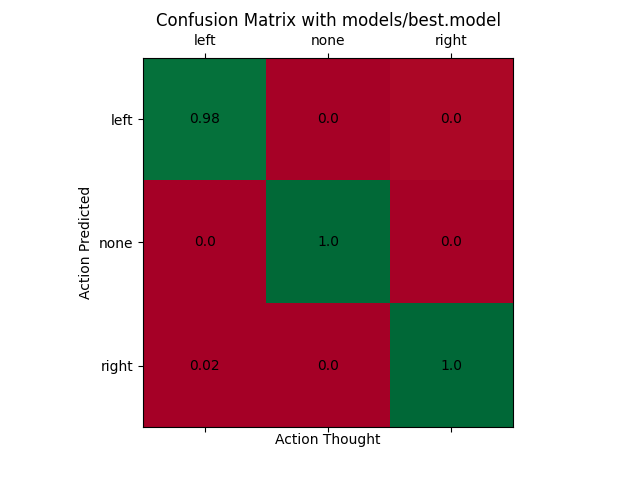 Confusion Matrix with models/best.model
left none right
left 0.98 0.0 0.0
none 0.0 1.0 0.0
right 0.02 0.0 1.0
Action Predicted
Action Thought